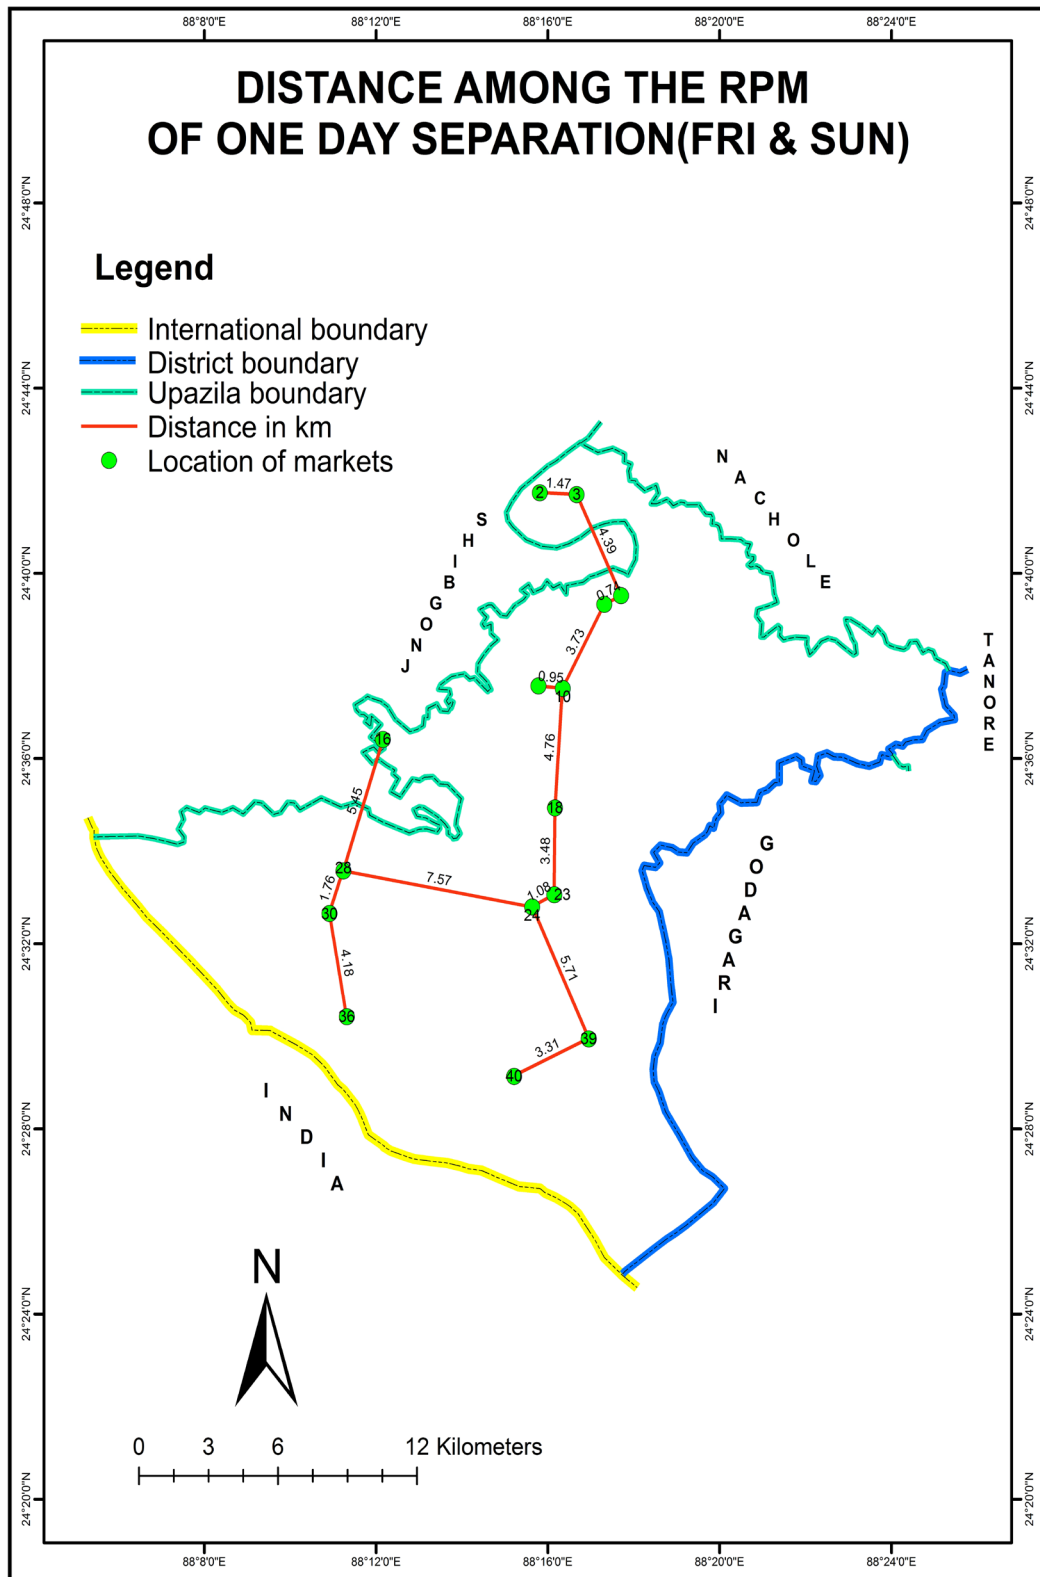 88°8'0"E 88°12'0"E 88°16'0"E 88°20'0"E 88°24'0"E
DISTANCE AMONG THE RPM
OF ONE DAY SEPARATION(FRI & SUN)
24°48'0"N 24°48'0"N
Legend
International boundary
District boundary
Upazila boundary
Distance in km
Location of markets
24°44'0"N 24°44'0"N
NACHOLE
SHIBGONJ
2
1.47
3
4.39
24°40'0"N 24°40'0"N
0.74
3.73
TANORE
0.95
10
16
4.76
24°36'0"N 24°36'0"N
5.45
18
GODAGARI
3.48
28
7.57
1.76
1.08
23
30
24
24°32'0"N 24°32'0"N
4.18
5.71
36
39
3.31
40
INDIA
24°28'0"N 24°28'0"N
N
24°24'0"N 24°24'0"N
0 3 6 12 Kilometers
24°20'0"N 24°20'0"N
88°8'0"E 88°12'0"E 88°16'0"E 88°20'0"E 88°24'0"E